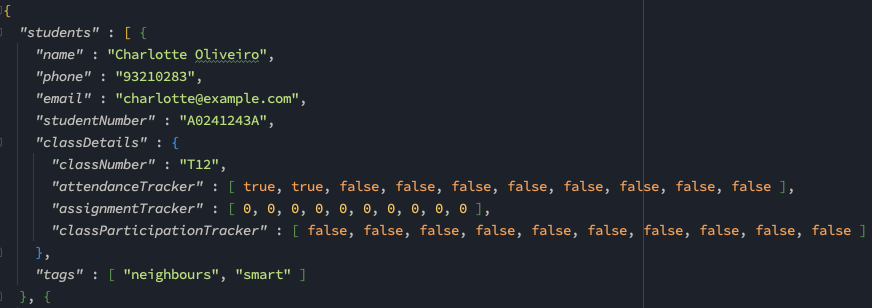 {
"students" : [ {
"name" : "Charlotte Oliveiro",
"phone" : "93210283",
"email" : "charlotte@example.com",
"studentNumber" : "A0241243A",
"classDetails" : {
"classNumber" : "T12",
"attendanceTracker" : [ true, true, false, false, false, false, false, false, false, false ],
"assignmentTracker" : [ 0, 0, 0, 0, 0, 0, 0, 0, 0, 0 ],
"classParticipationTracker" : [ false, false, false, false, false, false, false, false, false, false ]
},
"tags" : [ "neighbours", "smart" ]
}, {